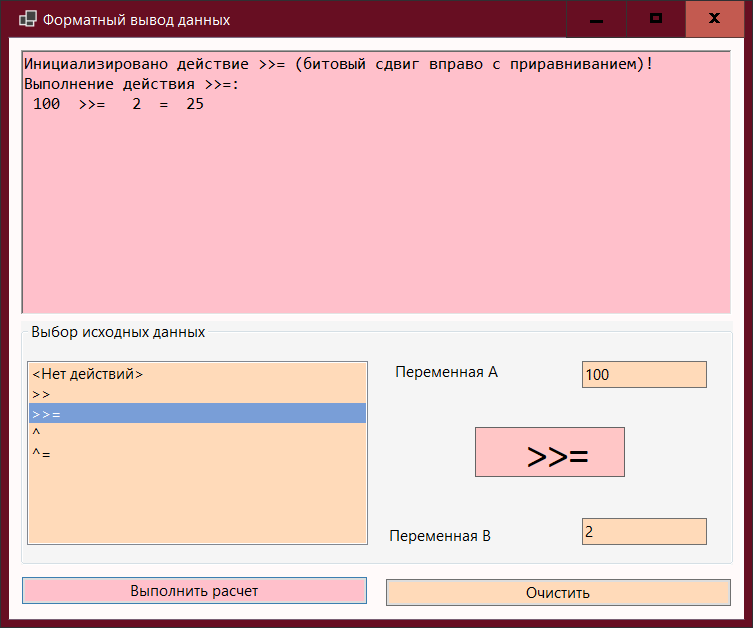 Форматный вывод данных
Инициализировано действие >>= (битовый сдвиг вправо с приравниванием)!
Выполнение действия >>=:
100 >>= 2 = 25
Выбор исходных данных
<Нет действий>
>>
>>=
^
^=
Переменная A
100
>>=
Переменная B
2
Выполнить расчет
Очистить